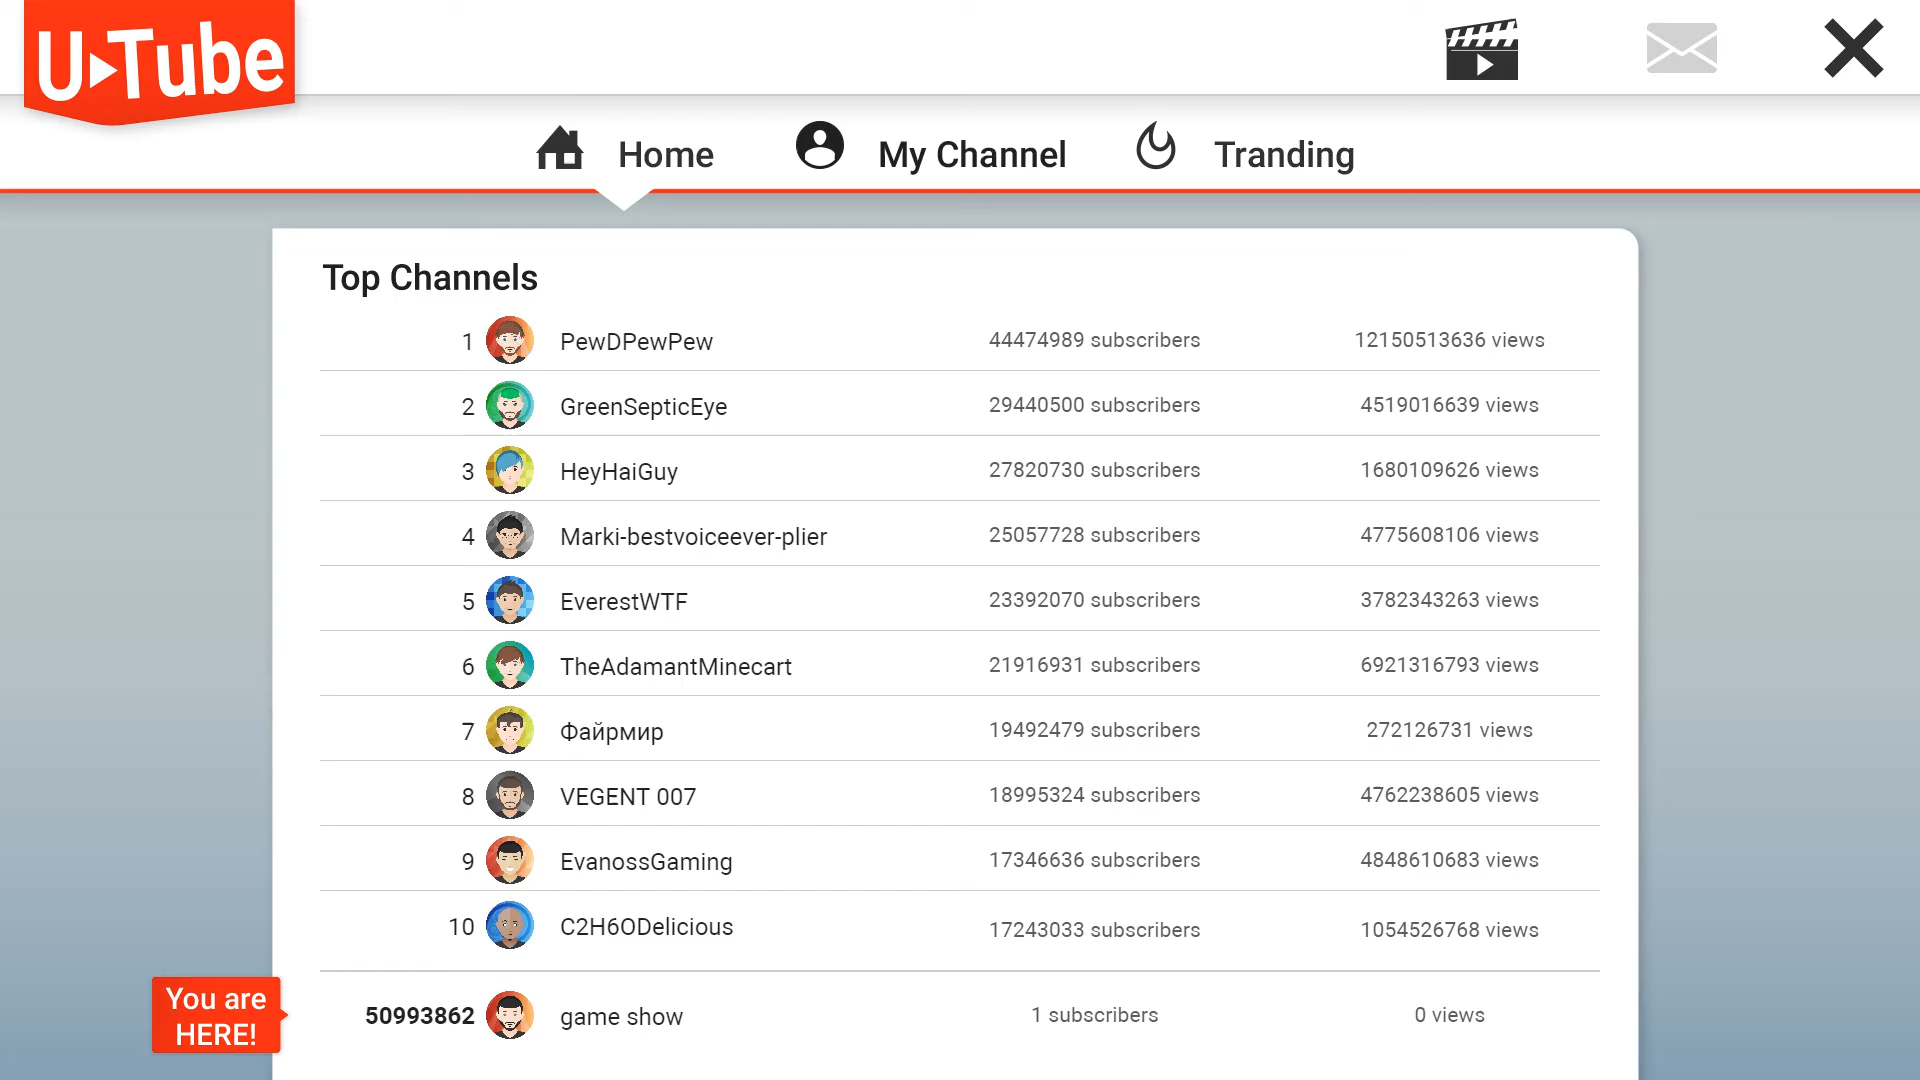 U Tube
Home My Channel Tranding
Top Channels
1 PewDPewPew 44474989 subscribers 12150513636 views
2 GreenSepticEye 29440500 subscribers 4519016639 views
3 HeyHaiGuy 27820730 subscribers 1680109626 views
4 Marki-bestvoiceever-plier 25057728 subscribers 4775608106 views
5 EverestWTF 23392070 subscribers 3782343263 views
6 TheAdamantMinecart 21916931 subscribers 6921316793 views
7 Файрмир 19492479 subscribers 272126731 views
8 VEGENT 007 18995324 subscribers 4762238605 views
9 EvanossGaming 17346636 subscribers 4848610683 views
10 C2H6ODelicious 17243033 subscribers 1054526768 views
You are
HERE!
50993862 game show 1 subscribers 0 views